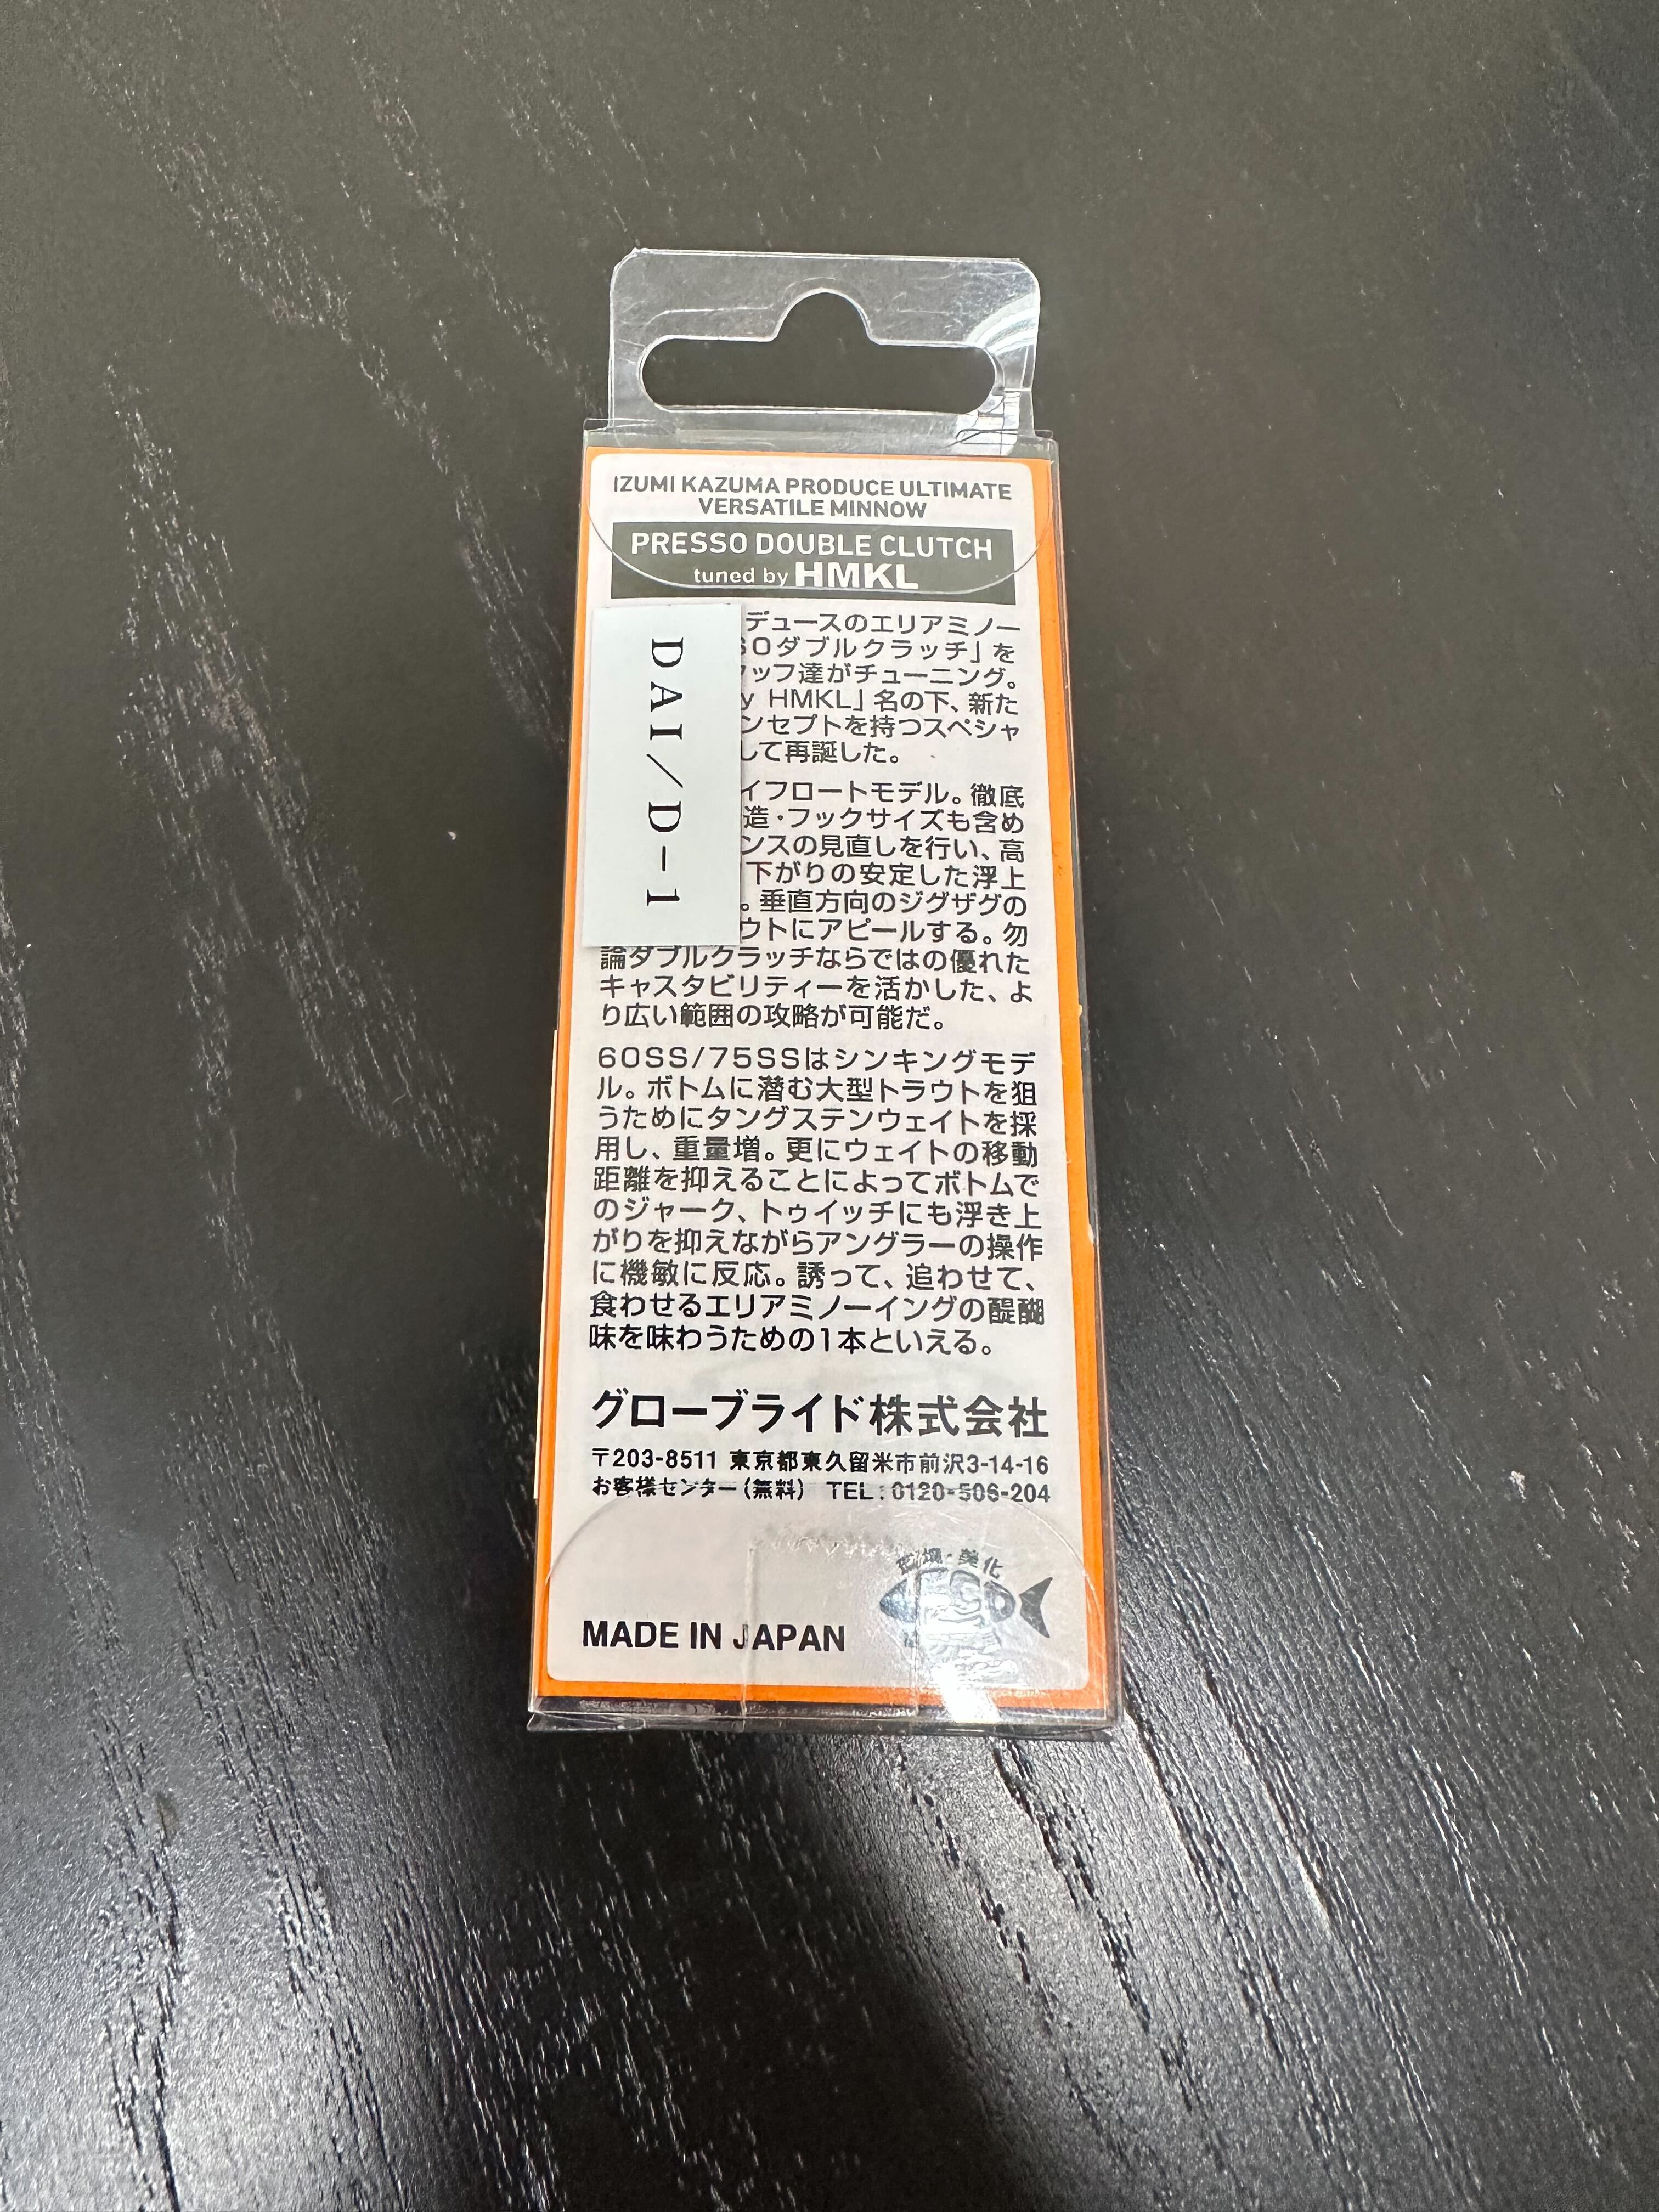 IZUMI KAZUMA PRODUCE ULTIMATE
VERSATILE MINNOW
PRESSO DOUBLE CLUTCH
tuned by HMKL
DAI/D-1
デュースのエリアミノー
SOダブルクラッチ」を
タッフ達がチューニング。
y HMKL」名の下、新た
ンセプトを持つスペシャ
して再誕した。
イフロートモデル。徹底
造・フックサイズも含め
ンスの見直しを行い、高
下がりの安定した浮上
。垂直方向のジグザグの
ウトにアピールする。勿
論ダブルクラッチならではの優れた
キャスタビリティーを活かした、よ
り広い範囲の攻略が可能だ。
60SS/75SSはシンキングモデ
ル。ボトムに潜む大型トラウトを狙
うためにタングステンウェイトを採
用し、重量増。更にウェイトの移動
距離を抑えることによってボトムで
のジャーク、トゥイッチにも浮き上
がりを抑えながらアングラーの操作
に機敏に反応。誘って、追わせて、
食わせるエリアミノーイングの醍醐
味を味わうための1本といえる。
グローブライド株式会社
〒203-8511 東京都東久留米市前沢3-14-16
お客様センター(無料) TEL:0120-506-204
環境・美化
MADE IN JAPAN